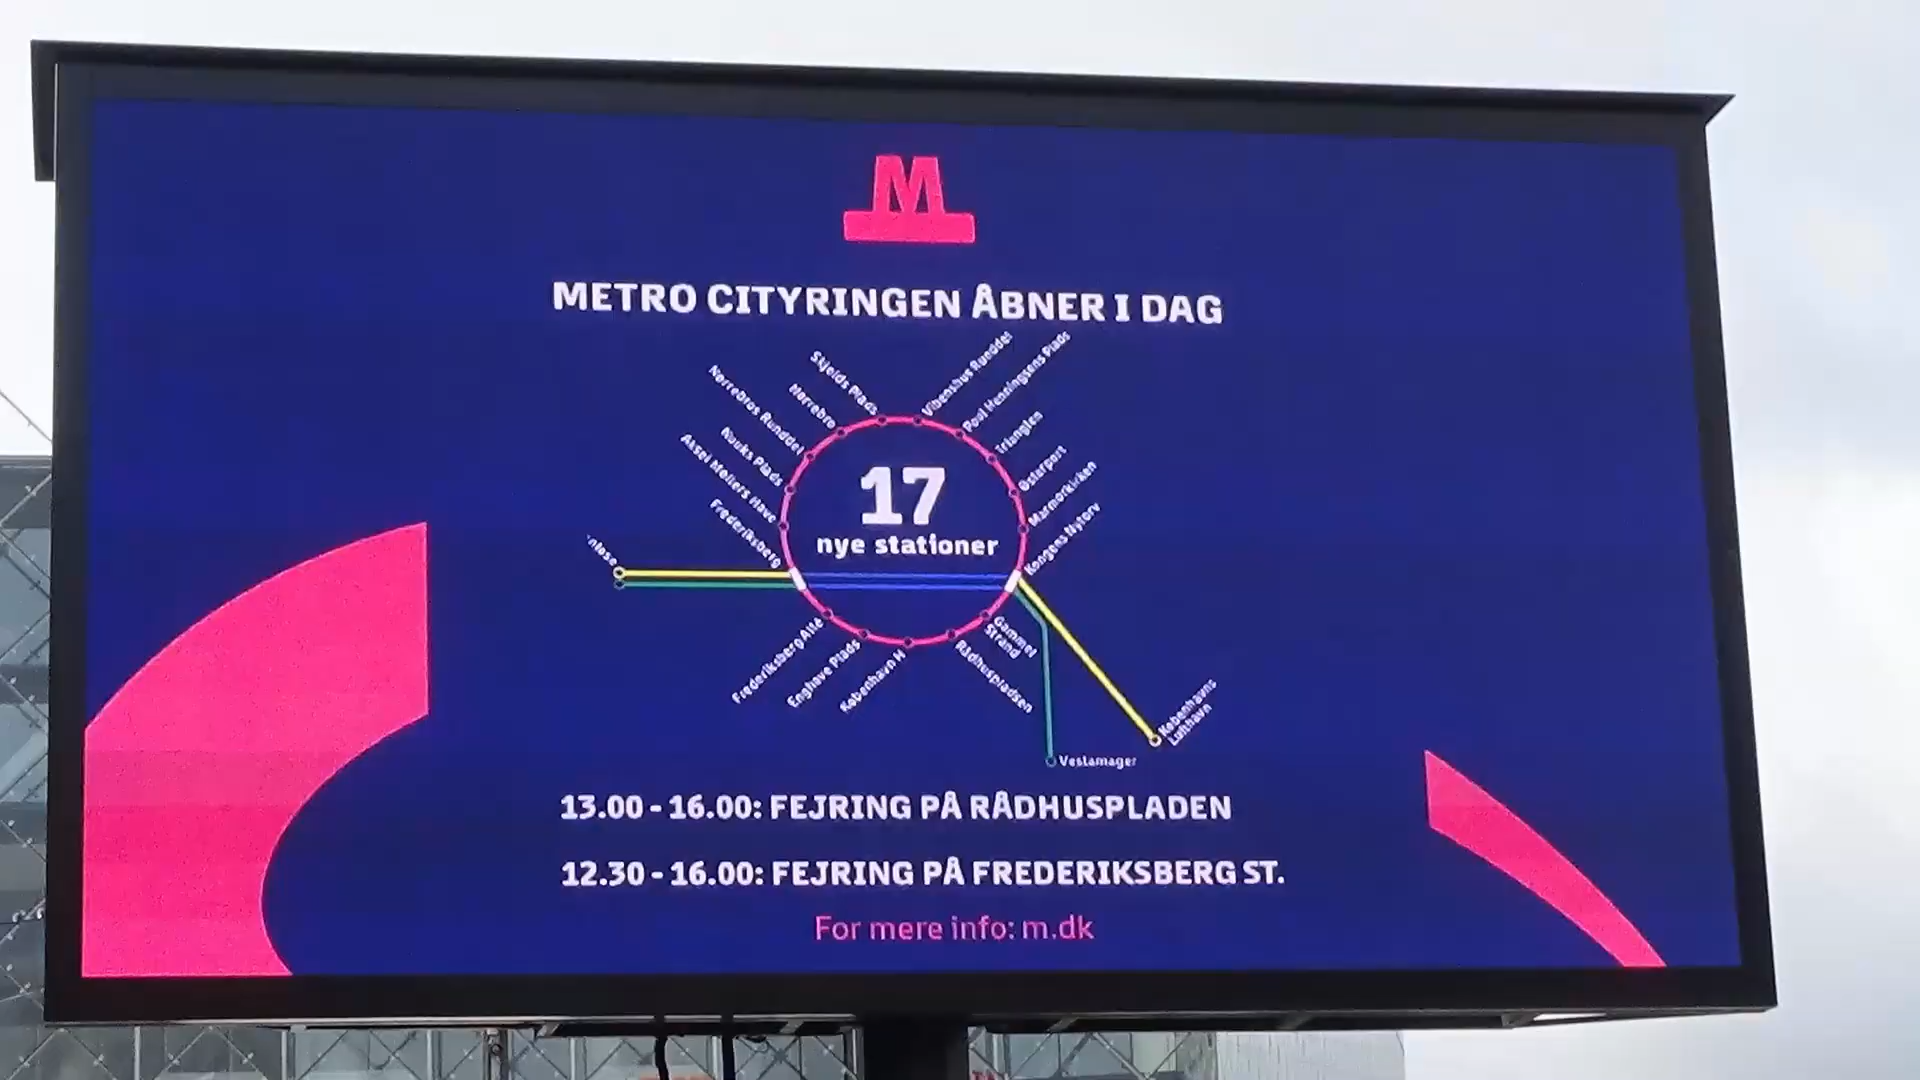 M
METRO CITYRINGEN ÅBNER I DAG
Skjolds Plads
Vibenshus Runddel
Poul Henningsens Plads
Nørrebro
Nørrebros Runddel
Trianglen
Nuuks Plads
Østerport
Aksel Møllers Have
Marmorkirken
Frederiksberg
Kongens Nytorv
17
nye stationer
Frederiksberg Allé
Enghave Plads
København H
Rådhuspladsen
Gammel
Strand
Københavns
Lufthavn
Vestamager
13.00 - 16.00: FEJRING PÅ RÅDHUSPLADEN
12.30 - 16.00: FEJRING PÅ FREDERIKSBERG ST.
For mere info: m.dk